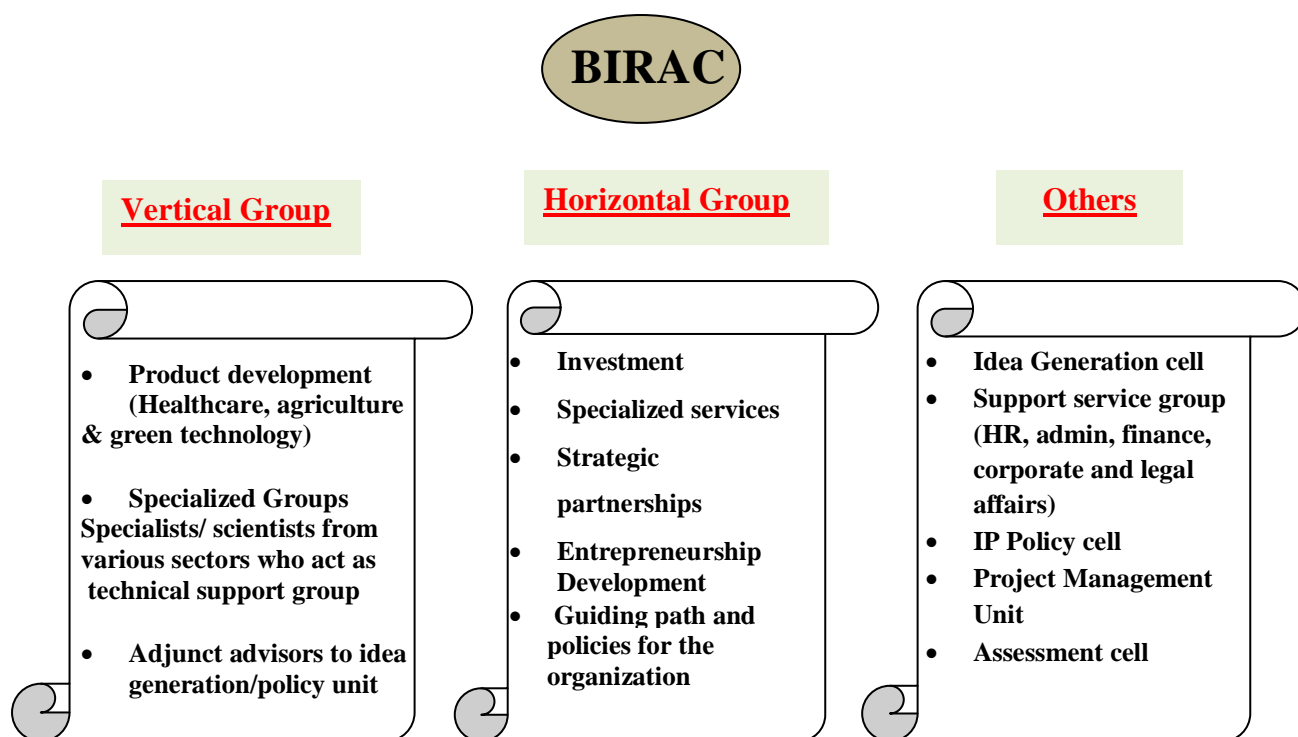 BIRAC
Vertical Group
Horizontal Group
Others
• Product development
(Healthcare, agriculture
& green technology)
• Specialized Groups
Specialists/ scientists from
various sectors who act as
technical support group
• Adjunct advisors to idea
generation/policy unit
• Investment
• Specialized services
• Strategic
partnerships
• Entrepreneurship
Development
• Guiding path and
policies for the
organization
• Idea Generation cell
• Support service group
(HR, admin, finance,
corporate and legal
affairs)
• IP Policy cell
• Project Management
Unit
• Assessment cell